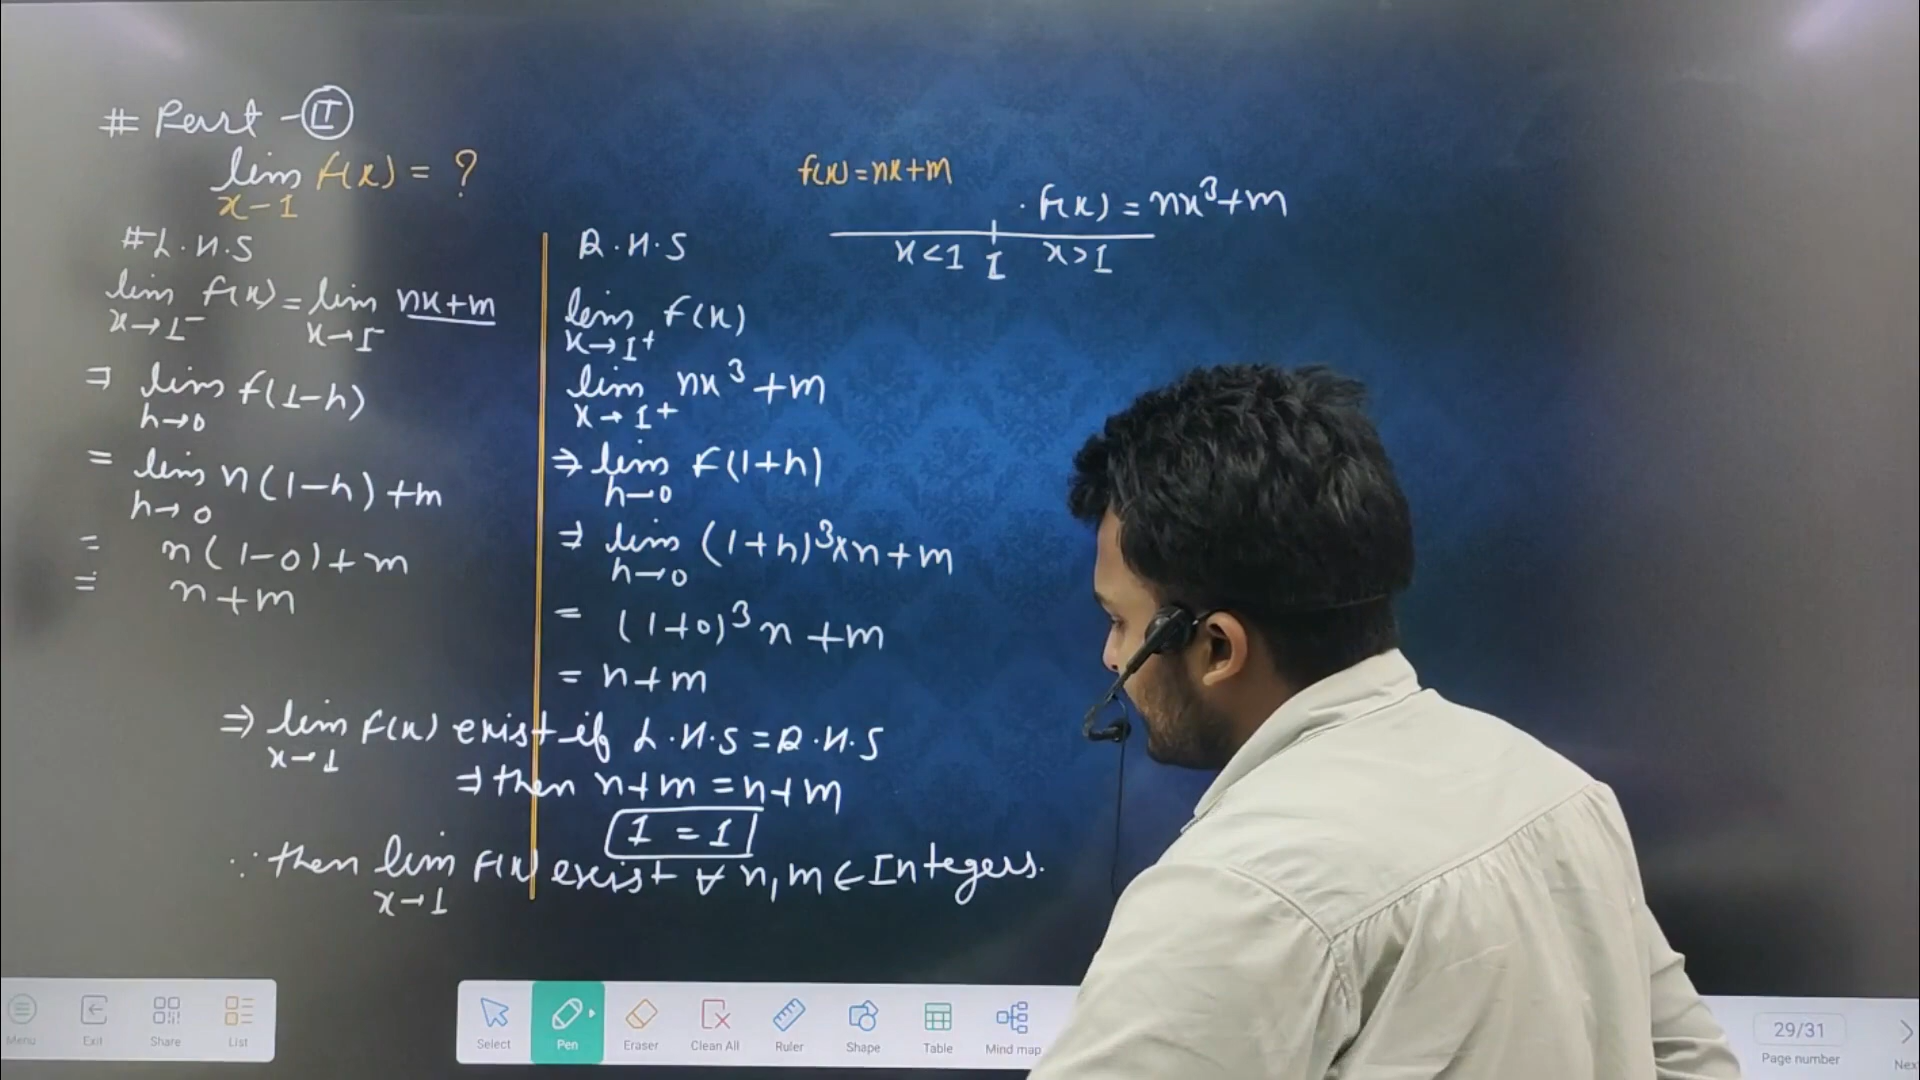 # Part - II
lim f(x) = ?
x-1
# L.H.S
lim f(x) = lim nx+m
x→1⁻ x→1⁻
⇒ lim f(1-h)
h→0
= lim n(1-h)+m
h→0
= n(1-0)+m
= n+m
R.H.S
lim f(x)
x→1+
lim nx³+m
x→1+
⇒ lim f(1+h)
h→0
⇒ lim (1+h)³xn+m
h→0
= (1+0)³n+m
= n+m
f(x)=nx+m
. f(x) = nx³+m
x<1 1 x>1
⇒ lim f(x) exist if L.H.S = R.H.S
x→1
⇒ then n+m = n+m
1 = 1
∵ then lim f(x) exist ∀ n,m ∈ Integers.
x→1
Menu Exit Share List
Select Pen Eraser Clean All Ruler Shape Table Mind map
29/31
Page number
Nex